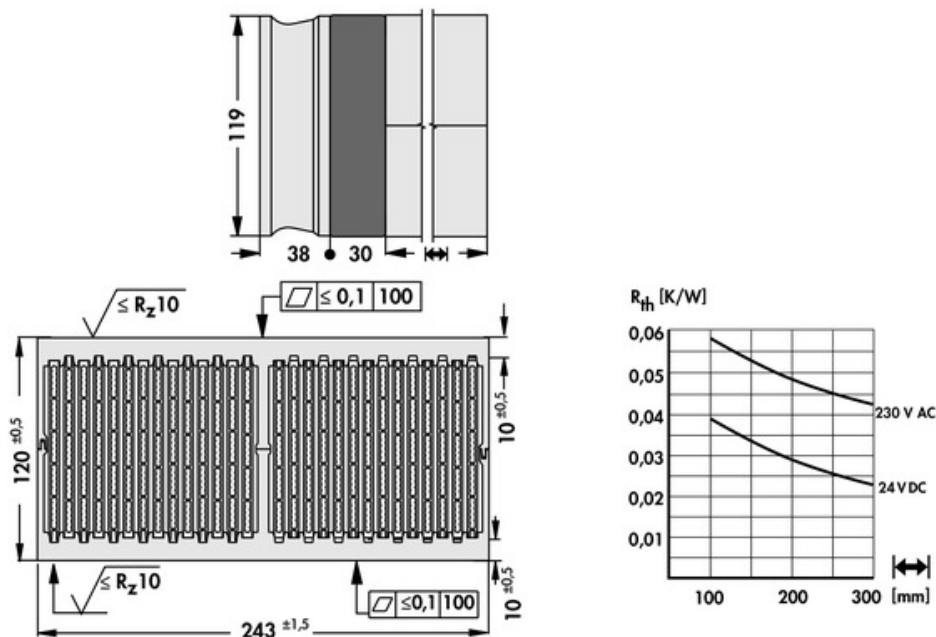 119
38 30
≤ Rz10
≤ 0,1 100
120 ±0,5
10 ±0,5
10 ±0,5
≤ Rz10
≤0,1 100
243 ±1,5
Rth [K/W]
0,06
0,05
0,04
0,03
0,02
0,01
230 V AC
24 V DC
100 200 300 [mm]